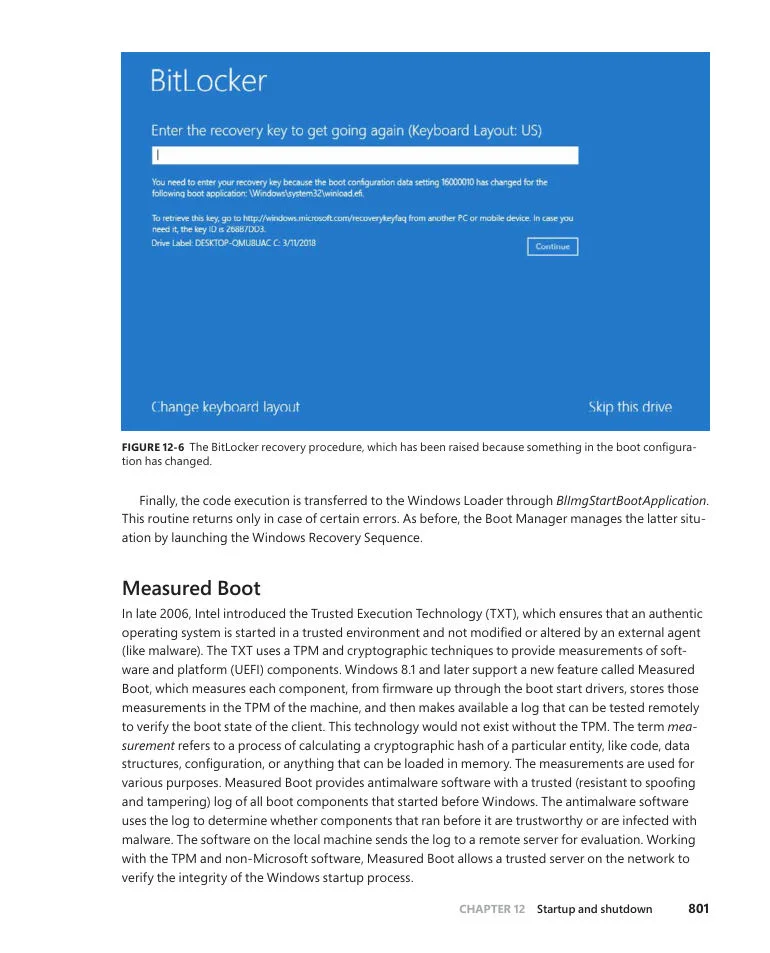 BitLocker
Enter the recovery key to get going again (Keyboard Layout: US)
You need to enter your recovery key because the boot configuration data setting 16000010 has changed for the
following boot application: \Windows\system32\winload.efi.
To retrieve this key, go to http://windows.microsoft.com/recoverykeyfaq from another PC or mobile device. In case you
need it, the key ID is 26887DD3.
Drive Label: DESKTOP-QMU8UAC C: 3/11/2018
Continue
Change keyboard layout
Skip this drive
FIGURE 12-6 The BitLocker recovery procedure, which has been raised because something in the boot configura-
tion has changed.
Finally, the code execution is transferred to the Windows Loader through BlImgStartBootApplication.
This routine returns only in case of certain errors. As before, the Boot Manager manages the latter situ-
ation by launching the Windows Recovery Sequence.
Measured Boot
In late 2006, Intel introduced the Trusted Execution Technology (TXT), which ensures that an authentic
operating system is started in a trusted environment and not modified or altered by an external agent
(like malware). The TXT uses a TPM and cryptographic techniques to provide measurements of soft-
ware and platform (UEFI) components. Windows 8.1 and later support a new feature called Measured
Boot, which measures each component, from firmware up through the boot start drivers, stores those
measurements in the TPM of the machine, and then makes available a log that can be tested remotely
to verify the boot state of the client. This technology would not exist without the TPM. The term mea-
surement refers to a process of calculating a cryptographic hash of a particular entity, like code, data
structures, configuration, or anything that can be loaded in memory. The measurements are used for
various purposes. Measured Boot provides antimalware software with a trusted (resistant to spoofing
and tampering) log of all boot components that started before Windows. The antimalware software
uses the log to determine whether components that ran before it are trustworthy or are infected with
malware. The software on the local machine sends the log to a remote server for evaluation. Working
with the TPM and non-Microsoft software, Measured Boot allows a trusted server on the network to
verify the integrity of the Windows startup process.
CHAPTER 12 Startup and shutdown 801